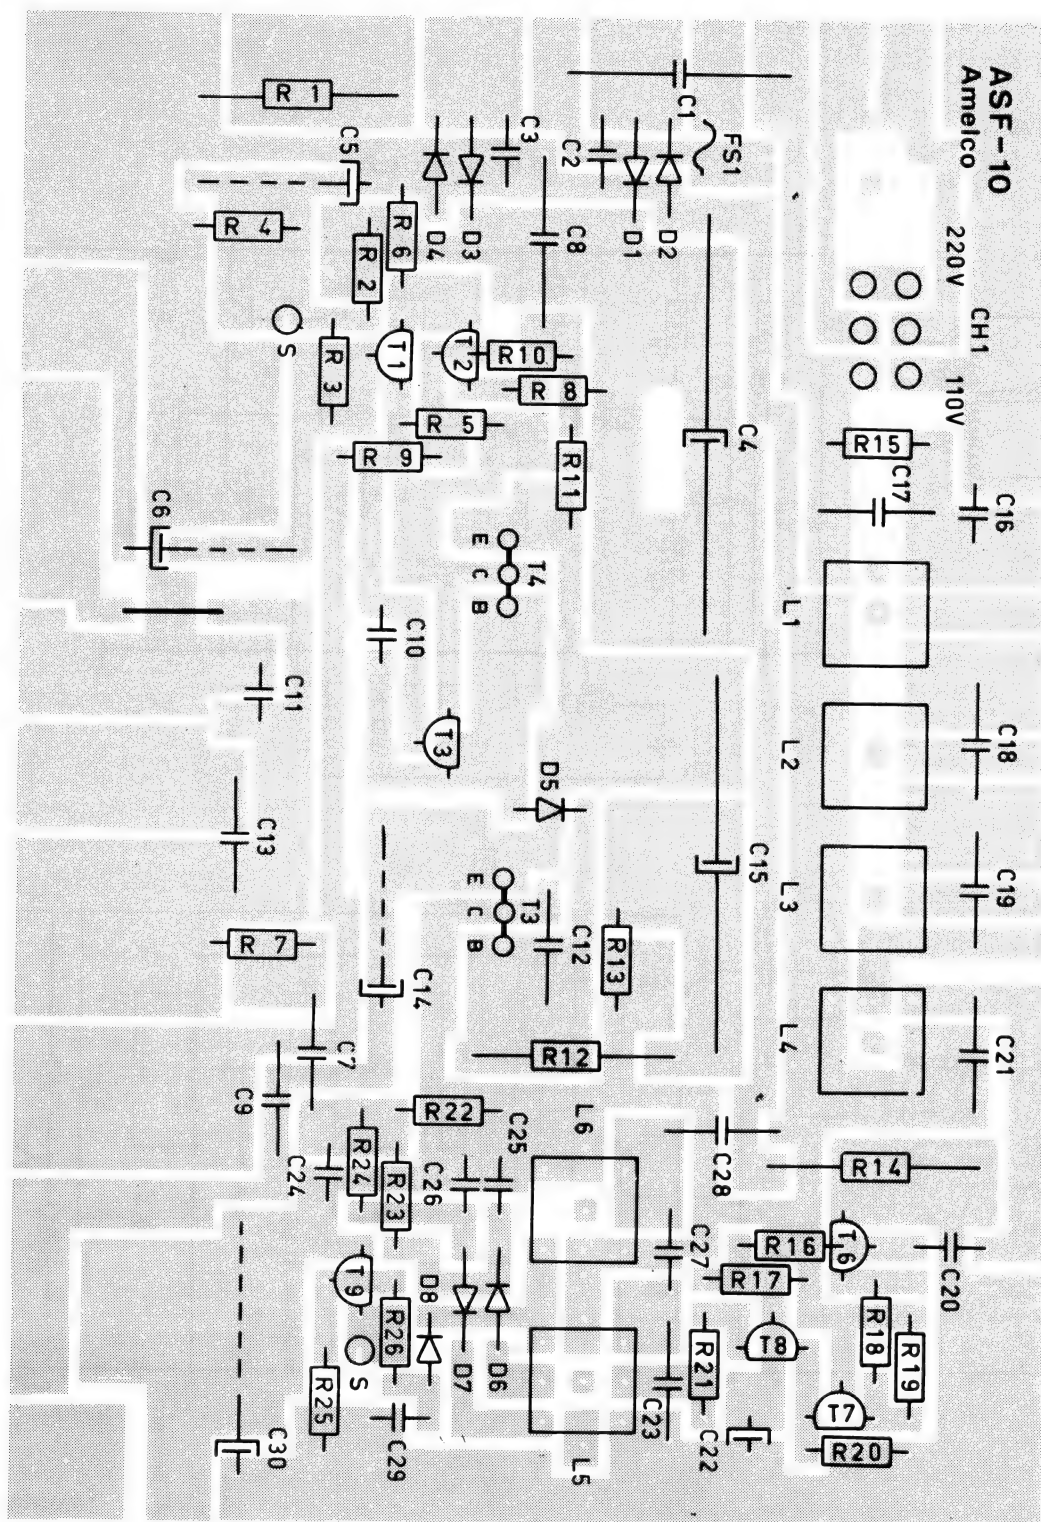 ASF-10
Amelco
R 1
C1
FS1
C5
C3
C2
R 4
R 6
R 2
D4
D3
C8
D1
D2
220V
CH1
110V
S
R 3
T1
T2
R10
R 8
R 5
R 9
R11
C4
R15
C17
C16
C6
E
C
B
T4
L1
C10
C11
T3
L2
C18
D5
C13
C15
E
C
B
T3
L3
C19
R 7
C12
R13
C14
C7
R12
L4
C21
C9
R22
C25
L6
C28
R14
C24
R24
R23
C26
C27
R16
T6
R17
C20
T9
D8
R26
S
D7
D6
R21
T8
R18
R19
R25
C23
C22
T7
R20
C30
C29
L5